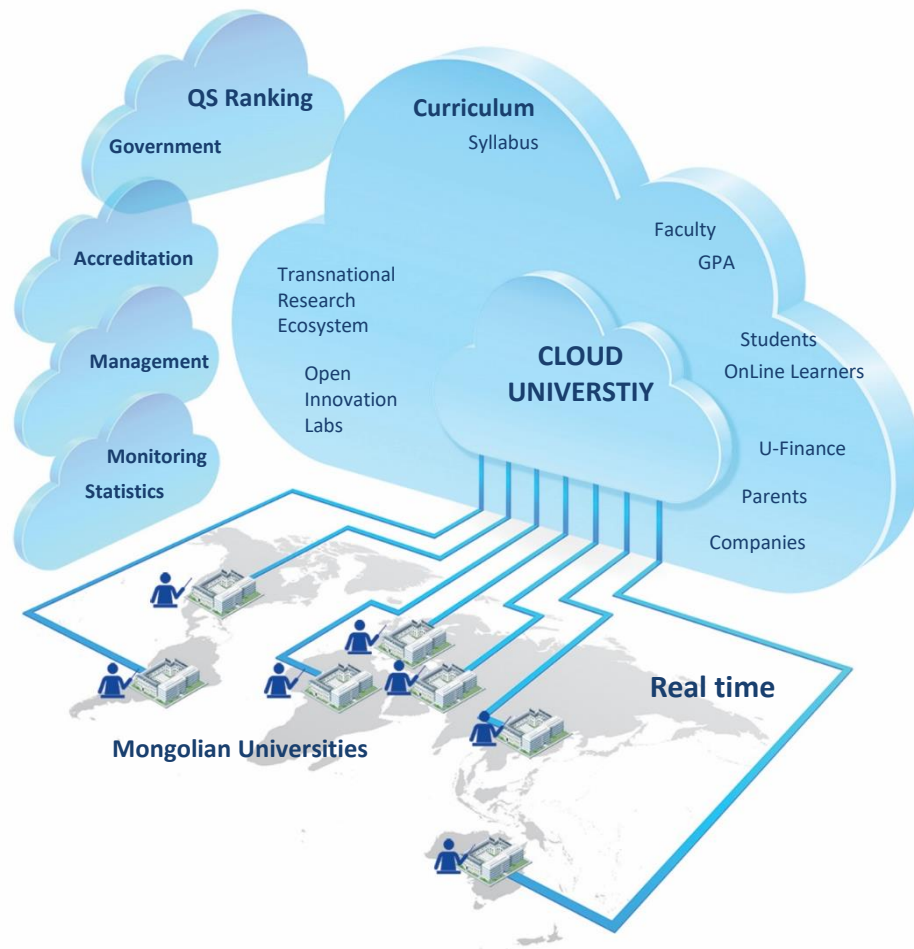 QS Ranking
Government
Accreditation
Management
Monitoring
Statistics
Curriculum
Syllabus
Faculty
GPA
Transnational
Research
Ecosystem
Open
Innovation
Labs
CLOUD
UNIVERSTIY
Students
OnLine Learners
U-Finance
Parents
Companies
Real time
Mongolian Universities